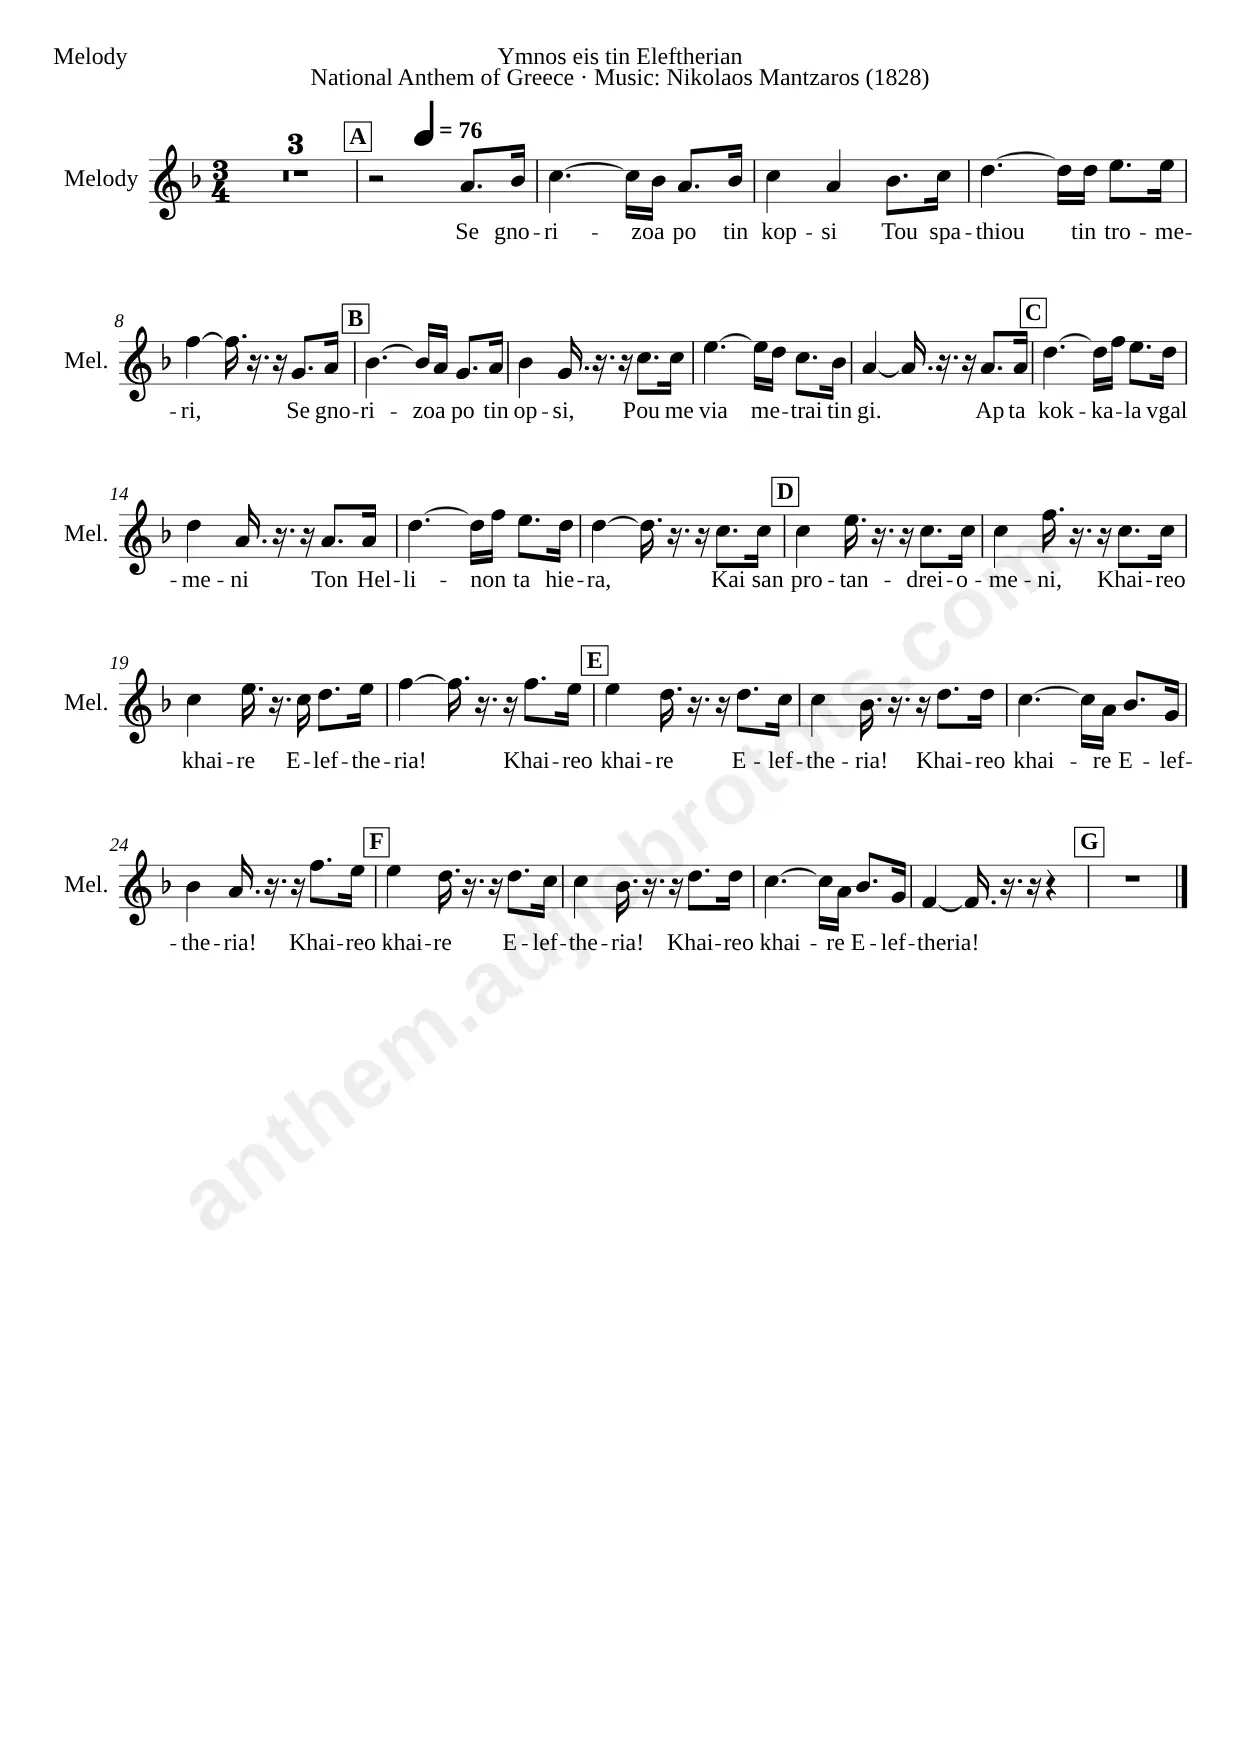 Melody
Ymnos eis tin Eleftherian
National Anthem of Greece · Music: Nikolaos Mantzaros (1828)
3
A
= 76
Melody
3
4
Se gno – ri - zoa po tin kop - si Tou spa – thiou tin tro - me –
8
B
C
Mel.
- ri, Se gno – ri - zoa po tin op – si, Pou me via me – trai tin gi. Ap ta kok - ka – la vgal
14
D
Mel.
- me - ni Ton Hel – li - non ta hie – ra, Kai san pro – tan - drei – o - me – ni, Khai – reo
19
E
Mel.
khai – re E – lef – the – ria! Khai – reo khai – re E - lef – the – ria! Khai – reo khai - re E - lef –
24
F
G
Mel.
- the – ria! Khai – reo khai – re E – lef – the – ria! Khai – reo khai - re E – lef – theria!
anthem.adjiebrotots.com